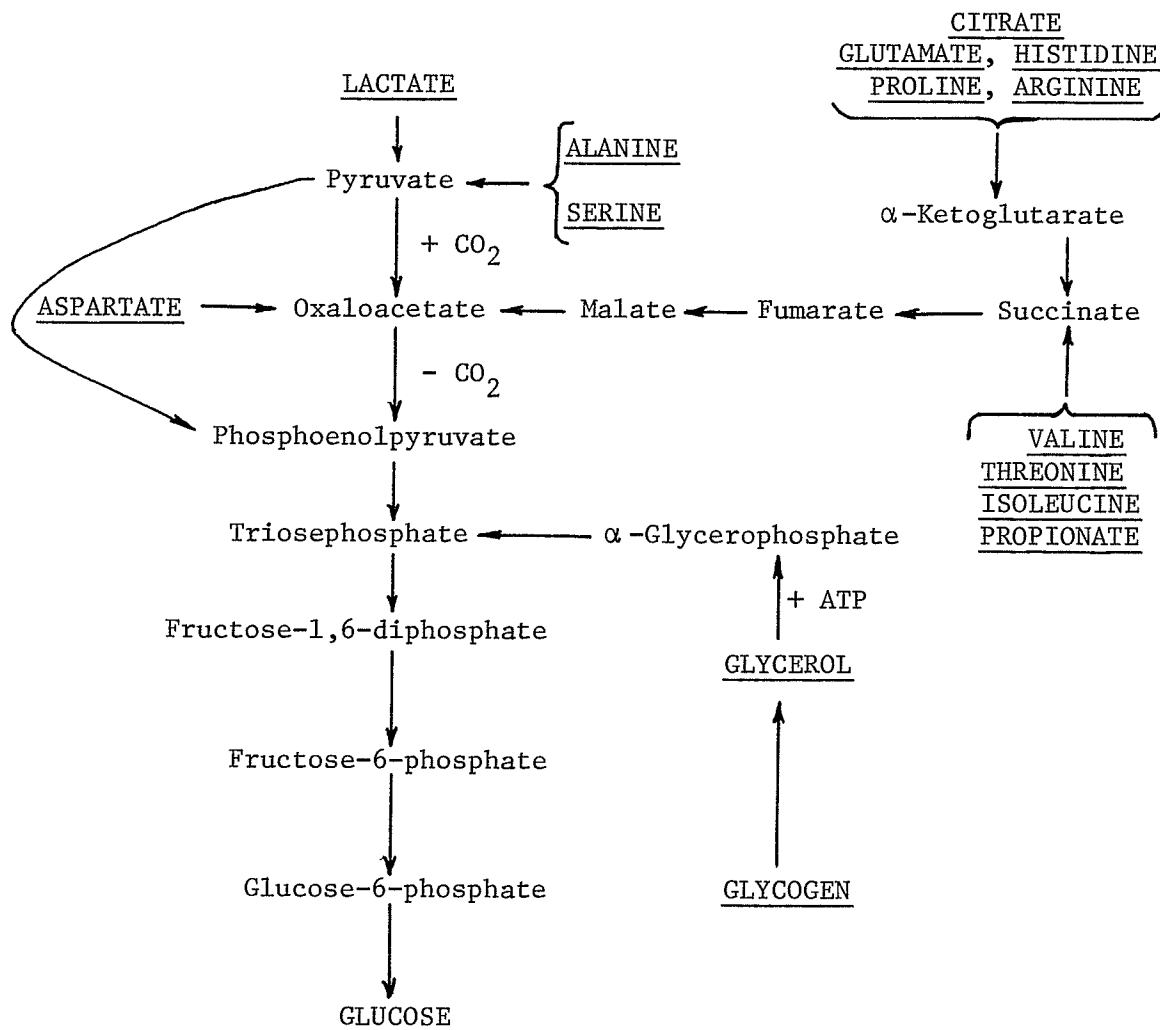 CITRATE
GLUTAMATE, HISTIDINE
PROLINE, ARGININE
LACTATE
ALANINE
Pyruvate
SERINE
α-Ketoglutarate
+ CO₂
ASPARTATE
Oxaloacetate
Malate
Fumarate
Succinate
- CO₂
Phosphoenolpyruvate
VALINE
THREONINE
ISOLEUCINE
PROPIONATE
Triosephosphate
α-Glycerophosphate
+ ATP
Fructose-1,6-diphosphate
GLYCEROL
Fructose-6-phosphate
Glucose-6-phosphate
GLYCOGEN
GLUCOSE